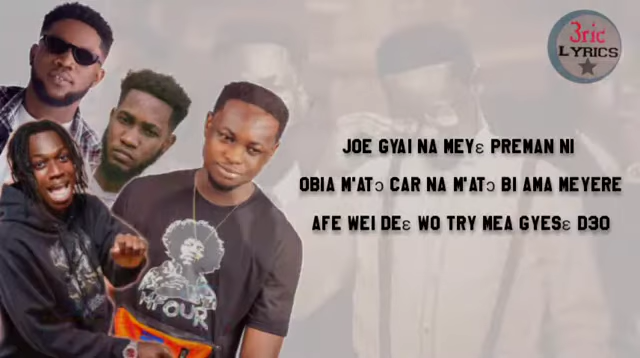 3ric
LYRICS
JOE GYAI NA MEYɛ PREMAN NI
OBIA M'ATɔ CAR NA M'ATɔ BI AMA MEYERE
AFE WEI DEɛ WO TRY MEA GYESɛ D3O